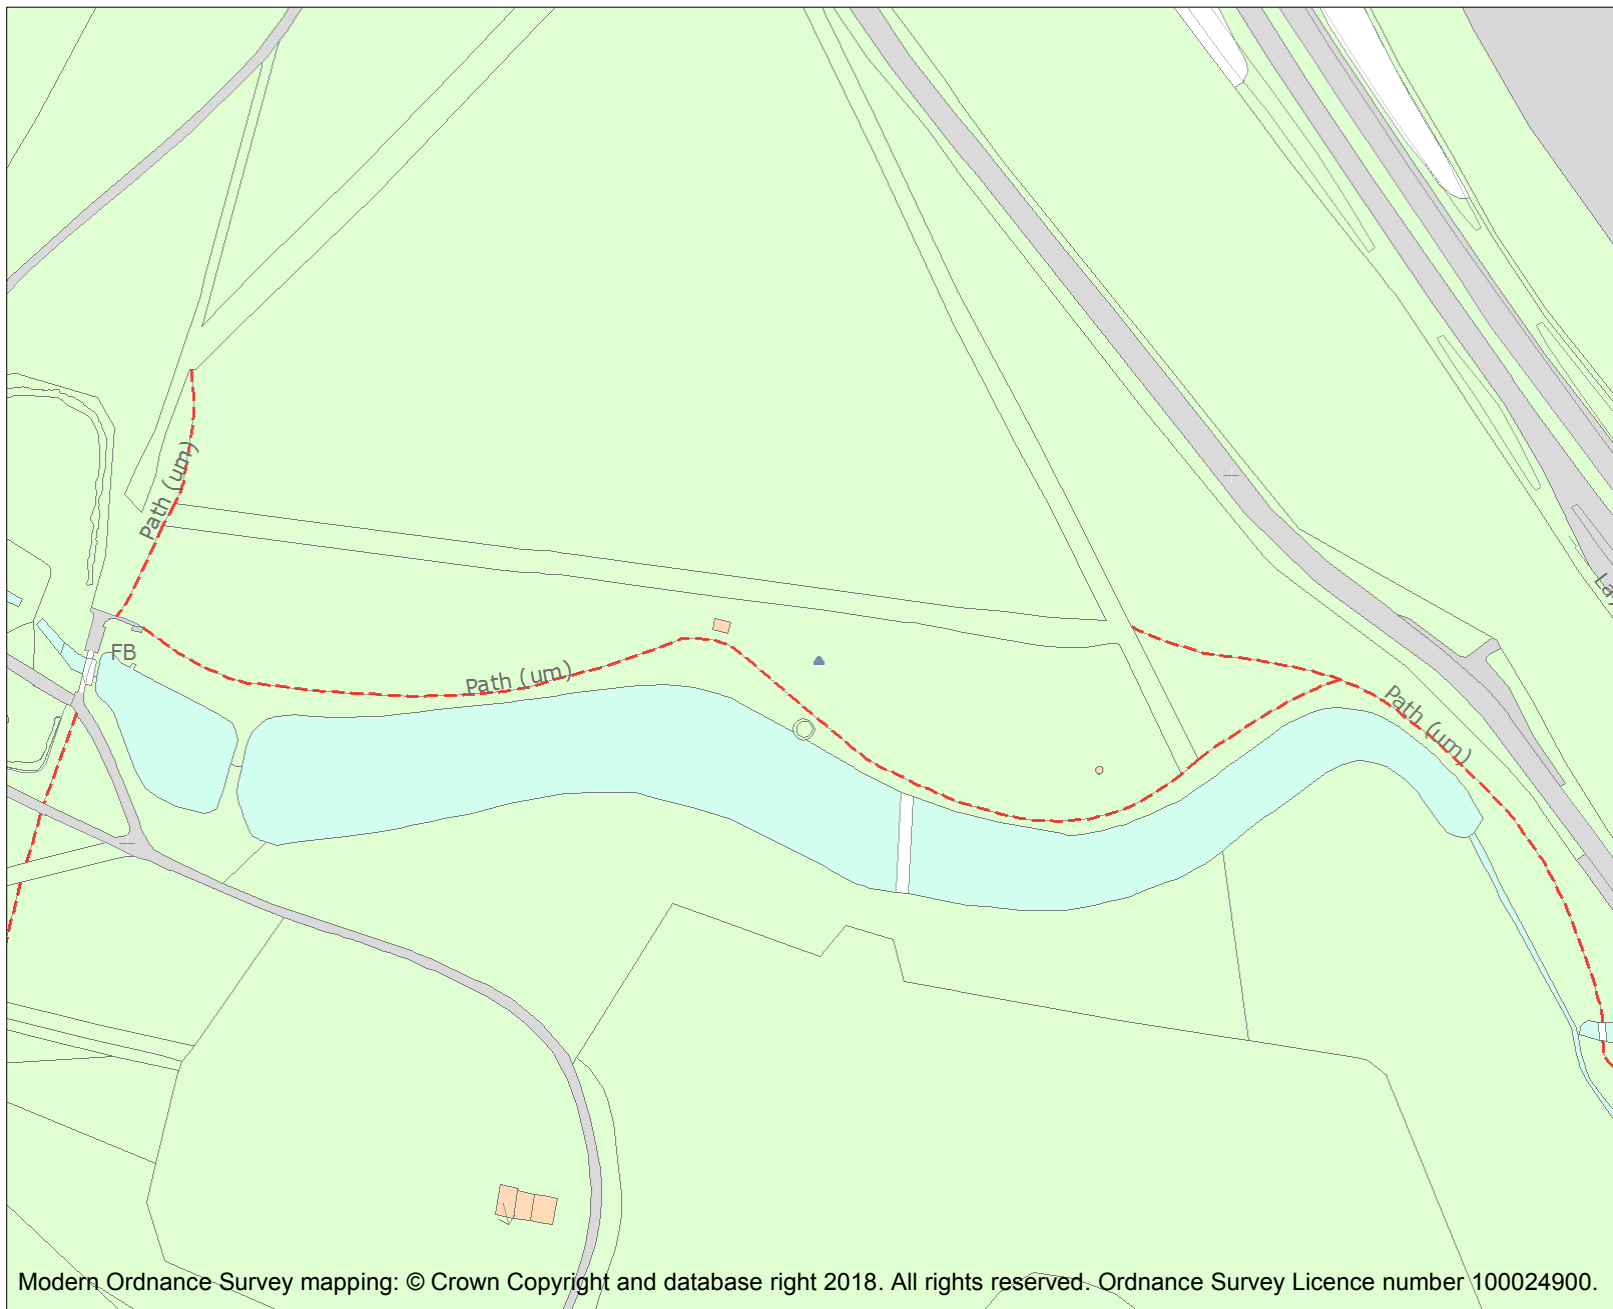 Path (um)
La
FB
Path (um)
Path (um)
Modern Ordnance Survey mapping: © Crown Copyright and database right 2018. All rights reserved. Ordnance Survey Licence number 100024900.